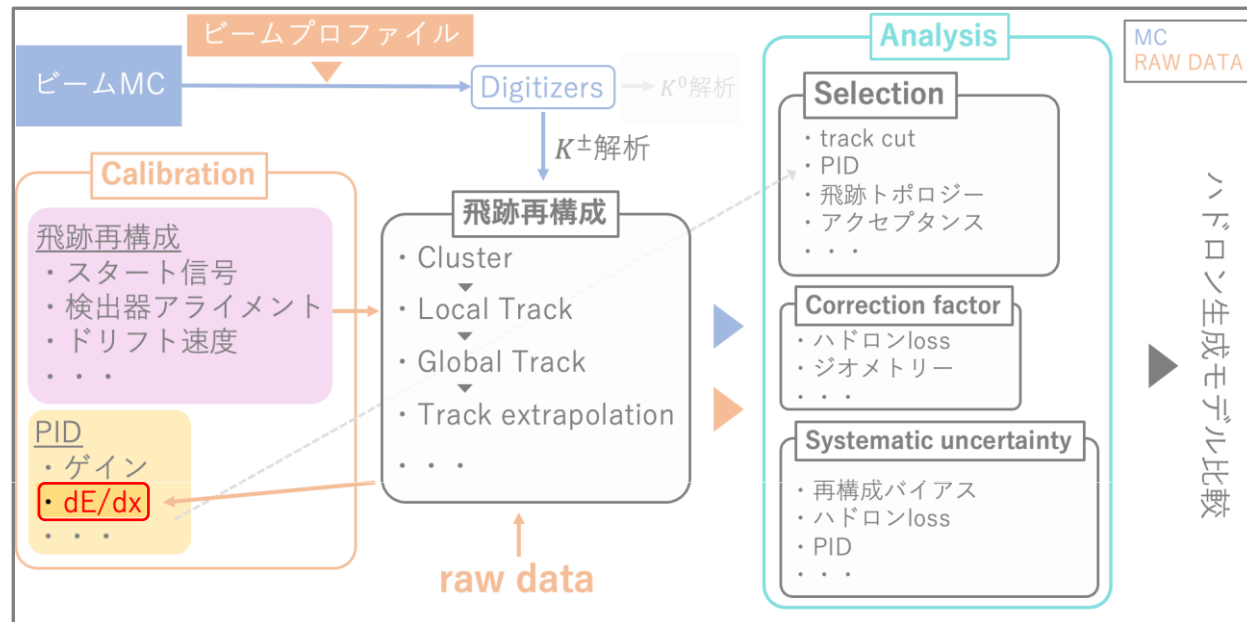 ビームプロファイル
ビームMC
Digitizers
K⁰解析
K±解析
Calibration
飛跡再構成
・スタート信号
・検出器アライメント
・ドリフト速度
・・・
PID
・ゲイン
・dE/dx
・・・
飛跡再構成
・Cluster
・Local Track
・Global Track
・Track extrapolation
・・・
raw data
Analysis
Selection
・track cut
・PID
・飛跡トポロジー
・アクセプタンス
・・・
Correction factor
・ハドロンloss
・ジオメトリー
・・・
Systematic uncertainty
・再構成バイアス
・ハドロンloss
・PID
・・・
MC
RAW DATA
ハドロン生成モデル比較